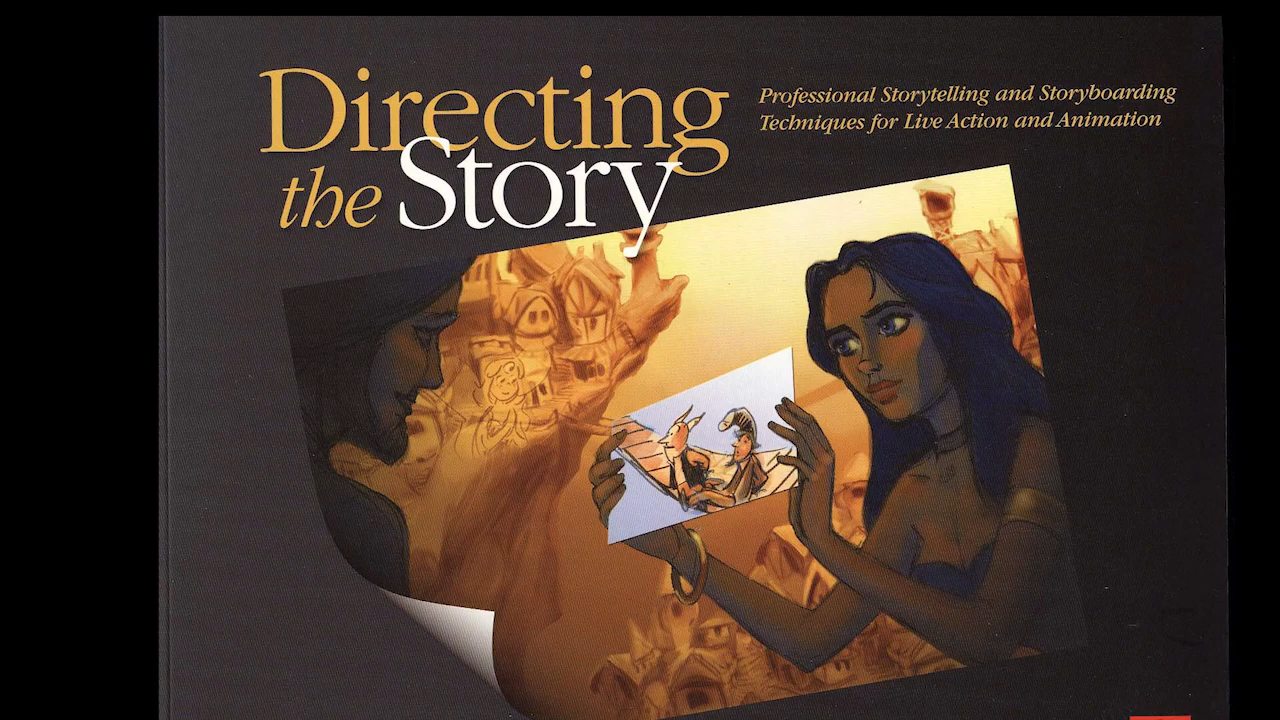 Directing
the Story
Professional Storytelling and Storyboarding
Techniques for Live Action and Animation